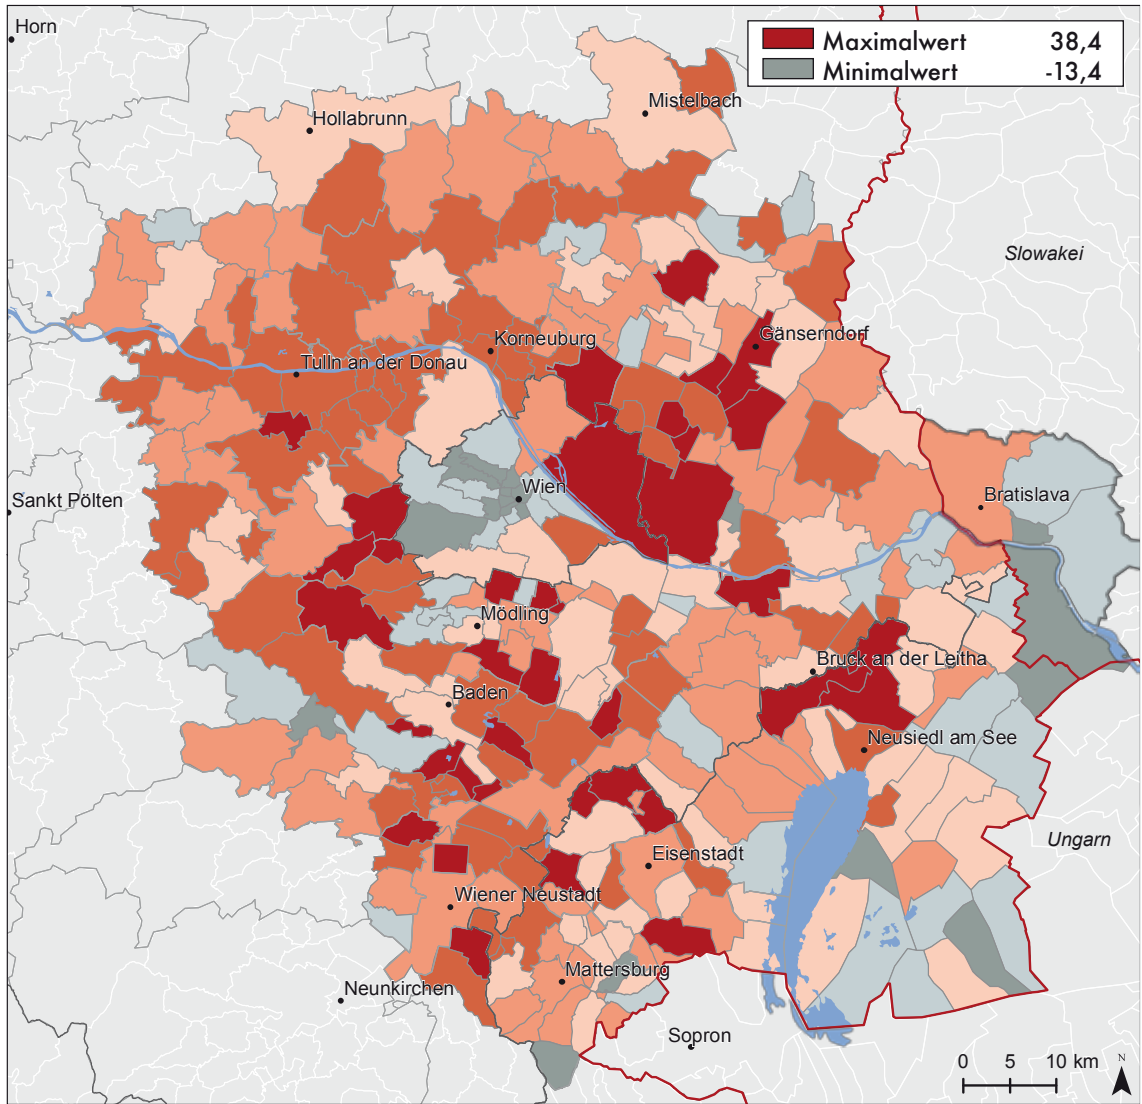 Horn
Maximalwert 38,4
Minimalwert -13,4
Mistelbach
Hollabrunn
Slowakei
Gänserndorf
Korneuburg
Tulln an der Donau
Wien
Bratislava
Sankt Pölten
Mödling
Bruck an der Leitha
Baden
Neusiedl am See
Ungarn
Eisenstadt
Wiener Neustadt
Mattersburg
Neunkirchen
Sopron
0 5 10 km
N